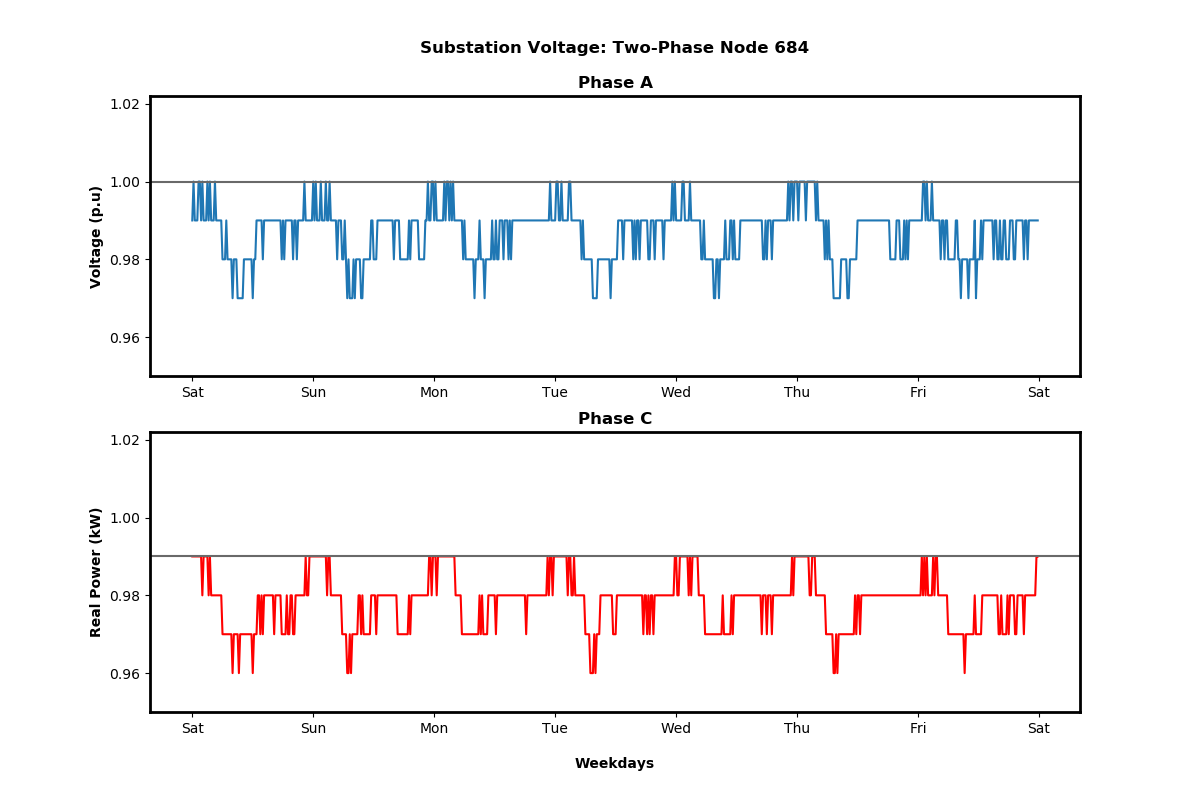 Substation Voltage: Two-Phase Node 684
Phase A
Voltage (p.u)
1.02
1.00
0.98
0.96
Sat Sun Mon Tue Wed Thu Fri Sat
Phase C
Real Power (kW)
1.02
1.00
0.98
0.96
Sat Sun Mon Tue Wed Thu Fri Sat
Weekdays